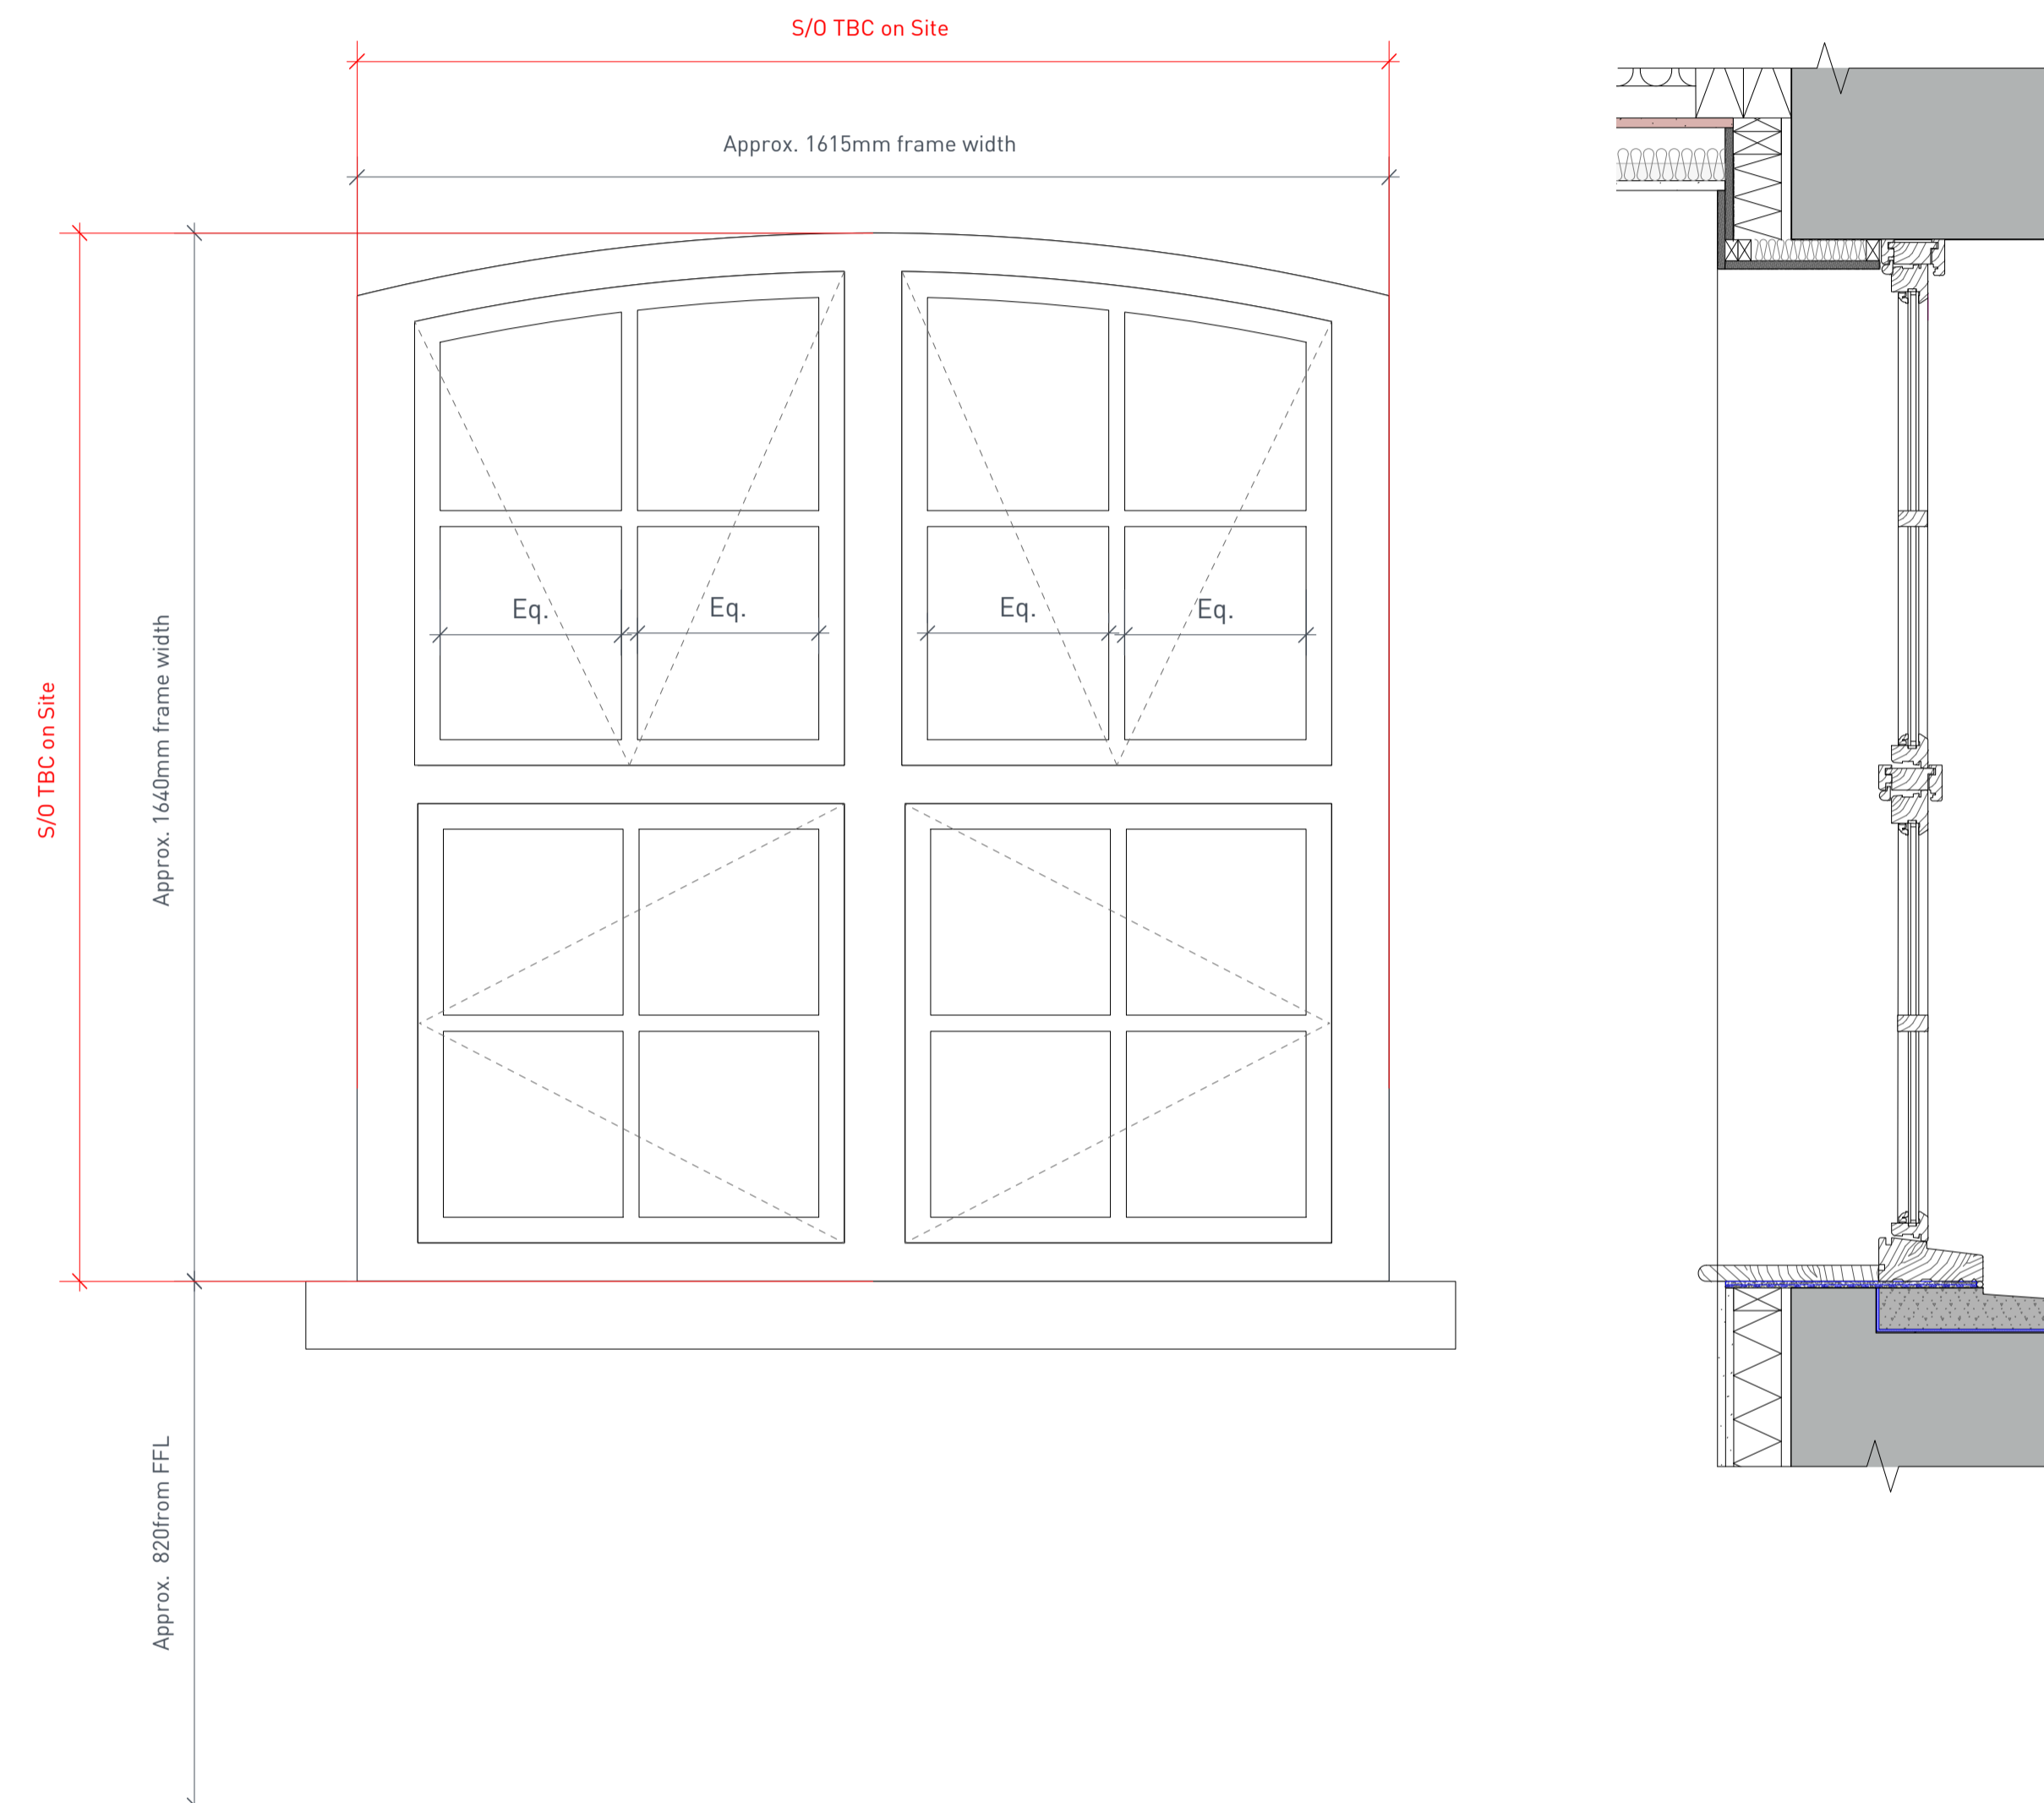 S/O TBC on Site
Approx. 1615mm frame width
S/O TBC on Site
Approx. 1640mm frame width
Eq.
Eq.
Eq.
Eq.
Approx. 820from FFL